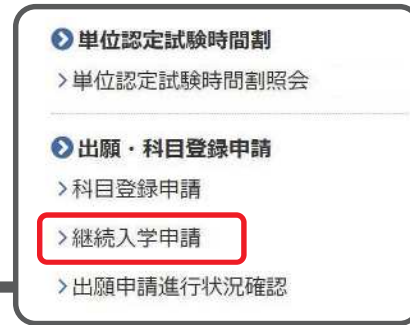 単位認定試験時間割
>単位認定試験時間割照会
出願・科目登録申請
>科目登録申請
>継続入学申請
>出願申請進行状況確認